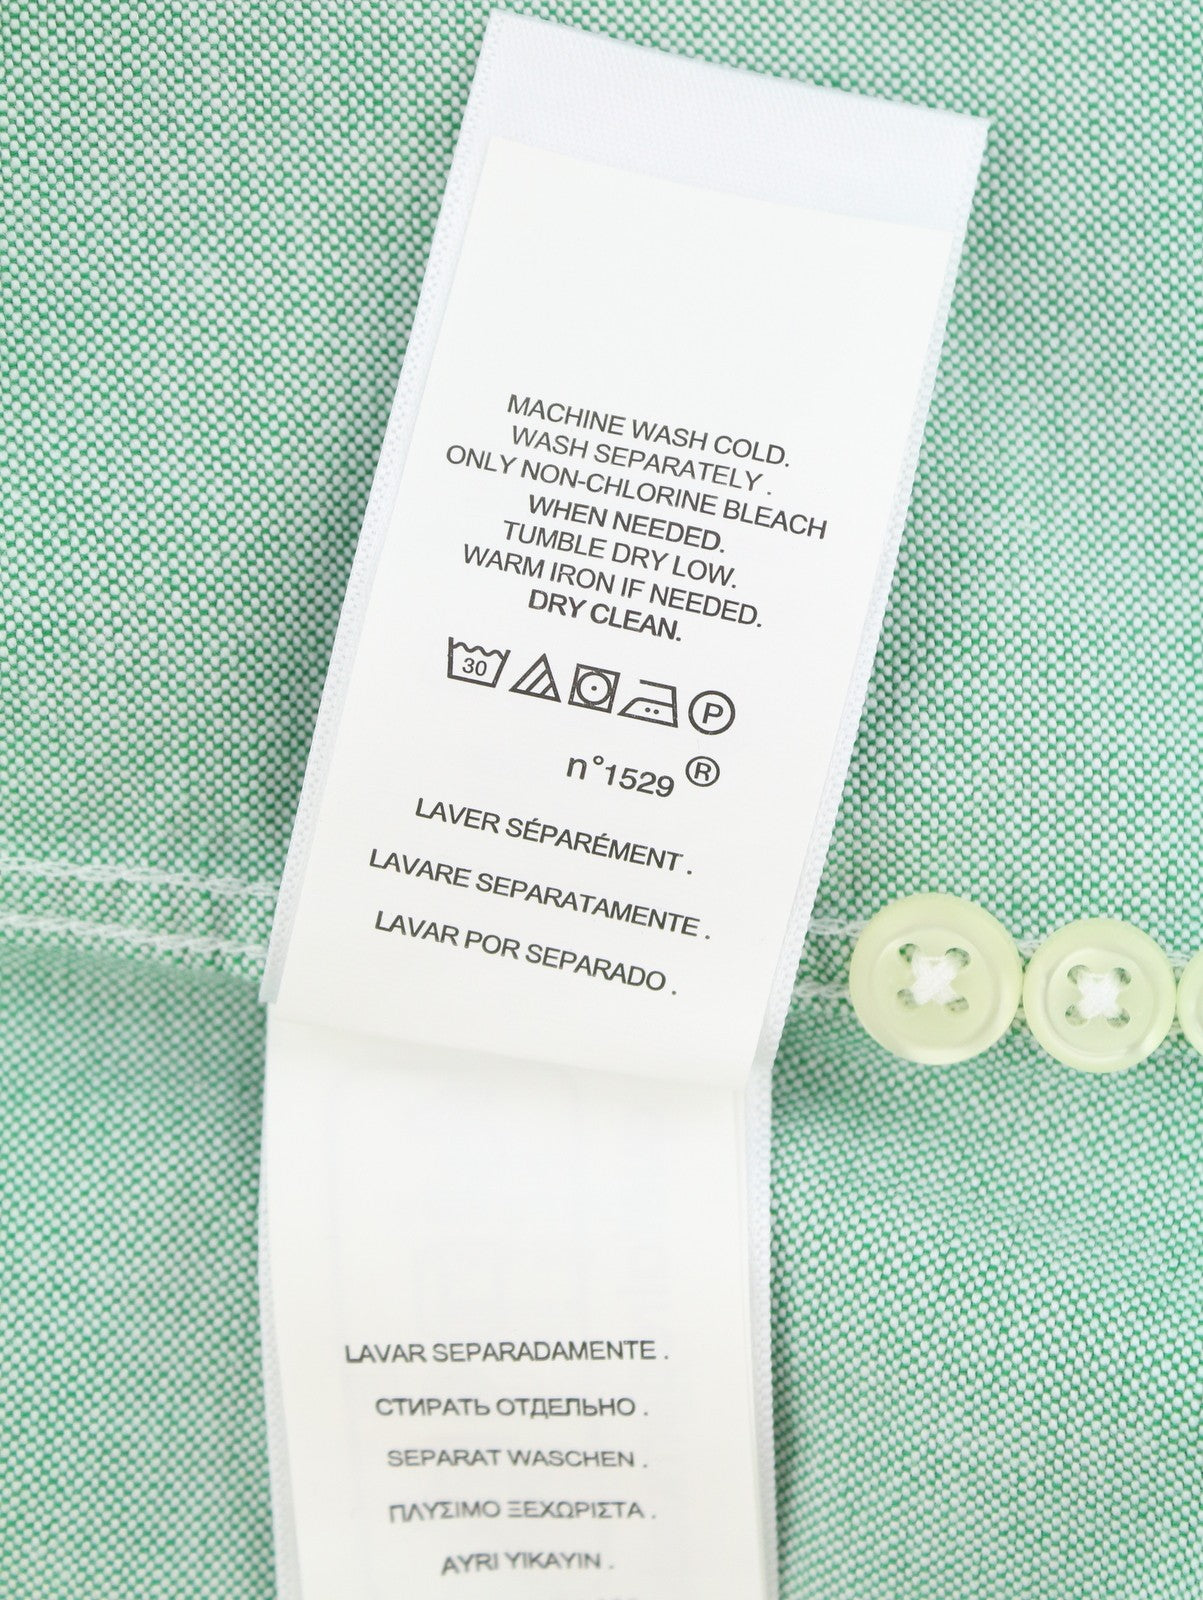 MACHINE WASH COLD.
WASH SEPARATELY .
ONLY NON-CHLORINE BLEACH
WHEN NEEDED.
TUMBLE DRY LOW.
WARM IRON IF NEEDED.
DRY CLEAN.
30 P
n°1529 ®
LAVER SÉPARÉMENT .
LAVARE SEPARATAMENTE .
LAVAR POR SEPARADO .
LAVAR SEPARADAMENTE .
СТИРАТЬ ОТДЕЛЬНО .
SEPARAT WASCHEN .
ΠΛΥΣΙΜΟ ΞΕΧΩΡΙΣΤΑ .
AYRI YIKAYIN .